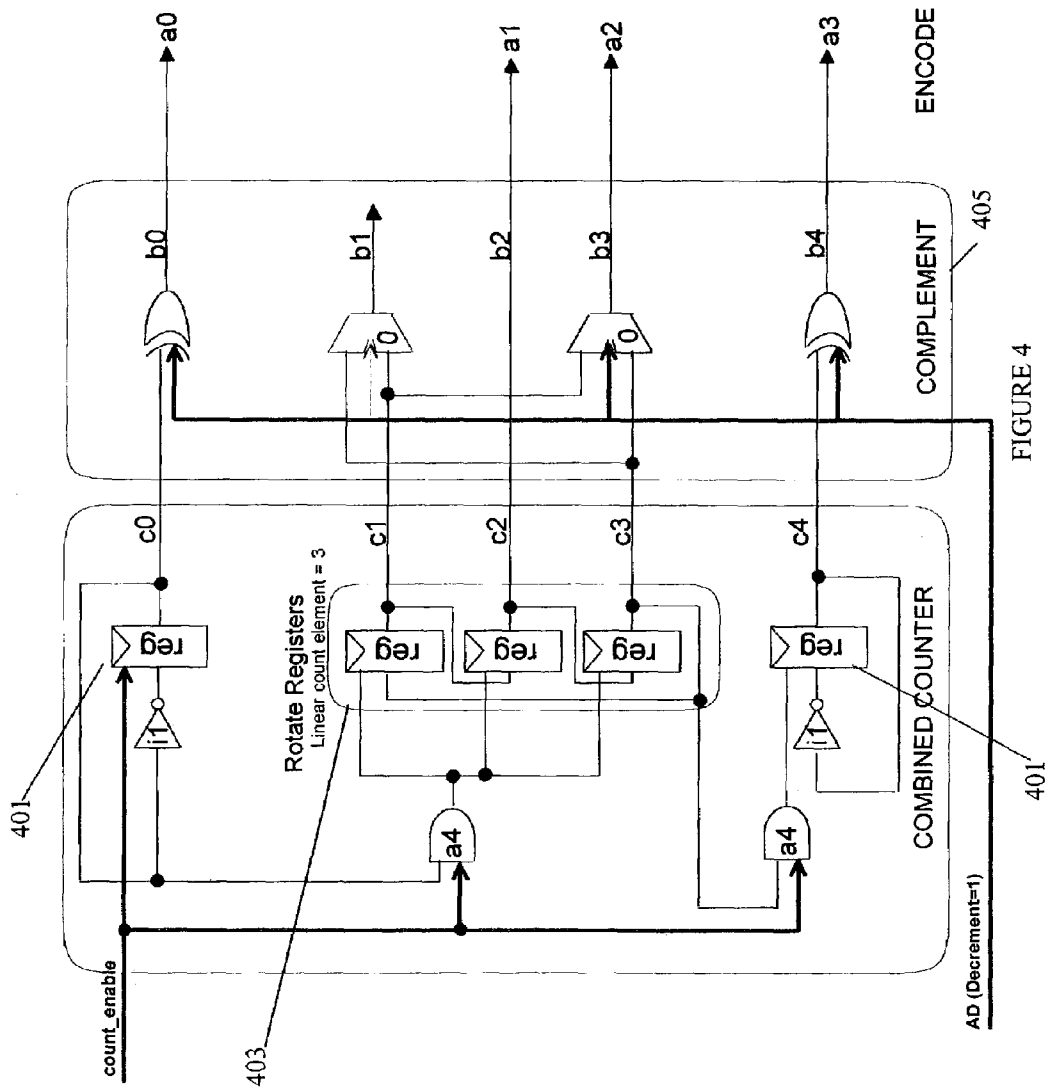 count_enable
401
i1
reg
c0
b0
a0
403
Rotate Registers
Linear count element = 3
reg
c1
0
b1
a4
reg
c2
b2
a1
reg
c3
0
b3
a2
a4
i1
reg
c4
b4
a3
401
COMBINED COUNTER
COMPLEMENT
405
ENCODE
AD (Decrement=1)
FIGURE 4